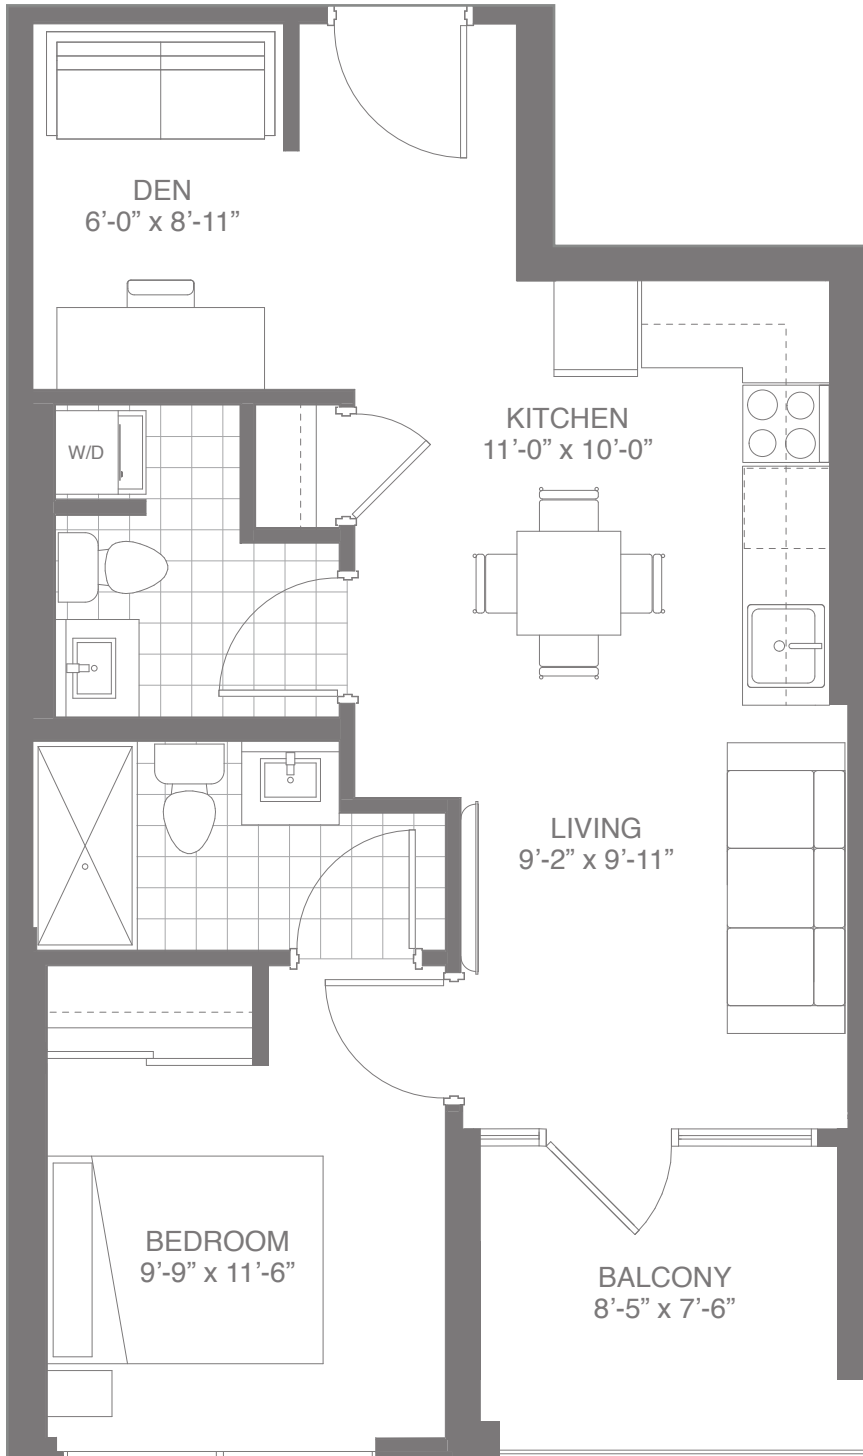 DEN
6’-0” x 8’-11”
KITCHEN
11’-0” x 10’-0”
W/D
LIVING
9’-2” x 9’-11”
BEDROOM
9’-9” x 11’-6”
BALCONY
8’-5” x 7’-6”